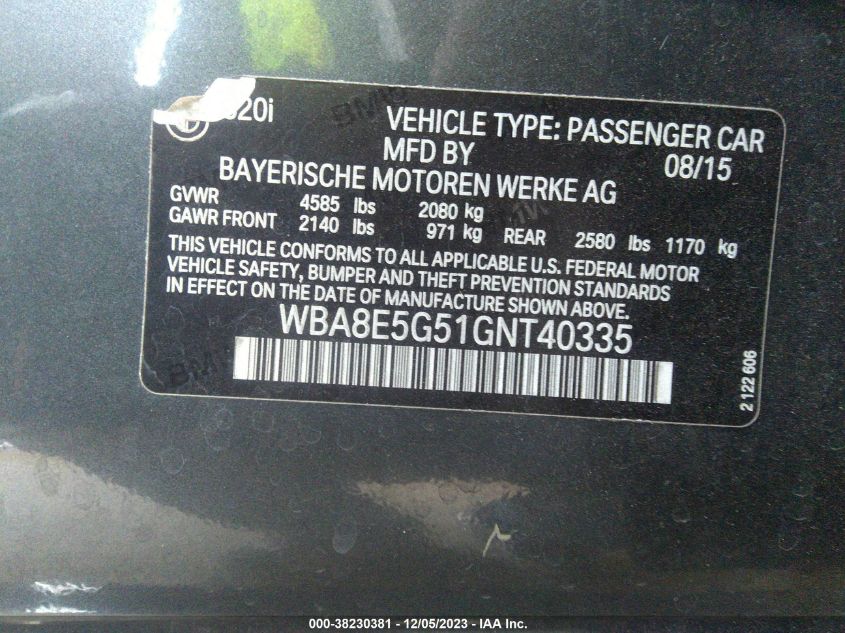 20i
VEHICLE TYPE: PASSENGER CAR
MFD BY 08/15
BAYERISCHE MOTOREN WERKE AG
GVWR 4585 lbs 2080 kg
GAWR FRONT 2140 lbs 971 kg REAR 2580 lbs 1170 kg
THIS VEHICLE CONFORMS TO ALL APPLICABLE U.S. FEDERAL MOTOR
VEHICLE SAFETY, BUMPER AND THEFT PREVENTION STANDARDS
IN EFFECT ON THE DATE OF MANUFACTURE SHOWN ABOVE.
WBA8E5G51GNT40335
2 122 606
000-38230381 - 12/05/2023 - IAA Inc.